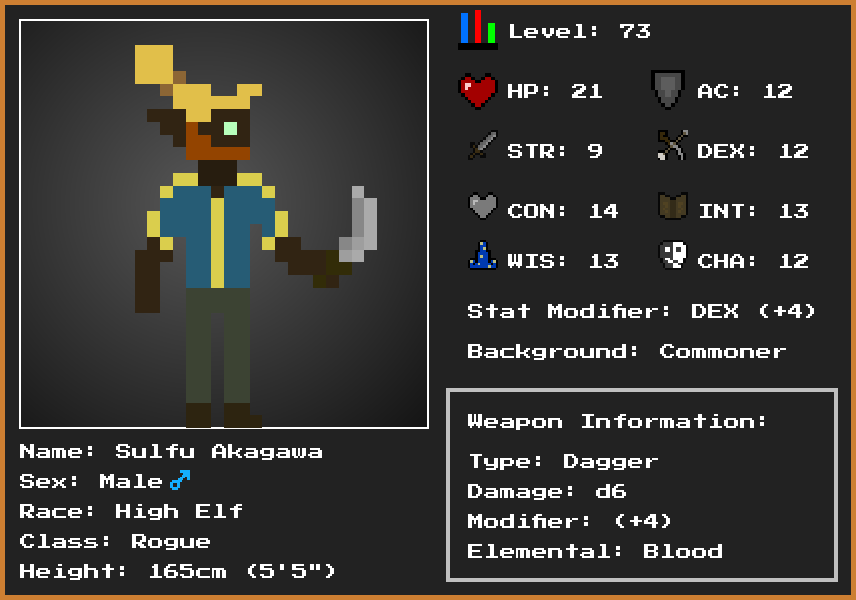 Level: 73
HP: 21
AC: 12
STR: 9
DEX: 12
CON: 14
INT: 13
WIS: 13
CHA: 12
Stat Modifier: DEX (+4)
Background: Commoner
Weapon Information:
Type: Dagger
Damage: d6
Modifier: (+4)
Elemental: Blood
Name: Sulfu Akagawa
Sex: Male♂
Race: High Elf
Class: Rogue
Height: 165cm (5'5")